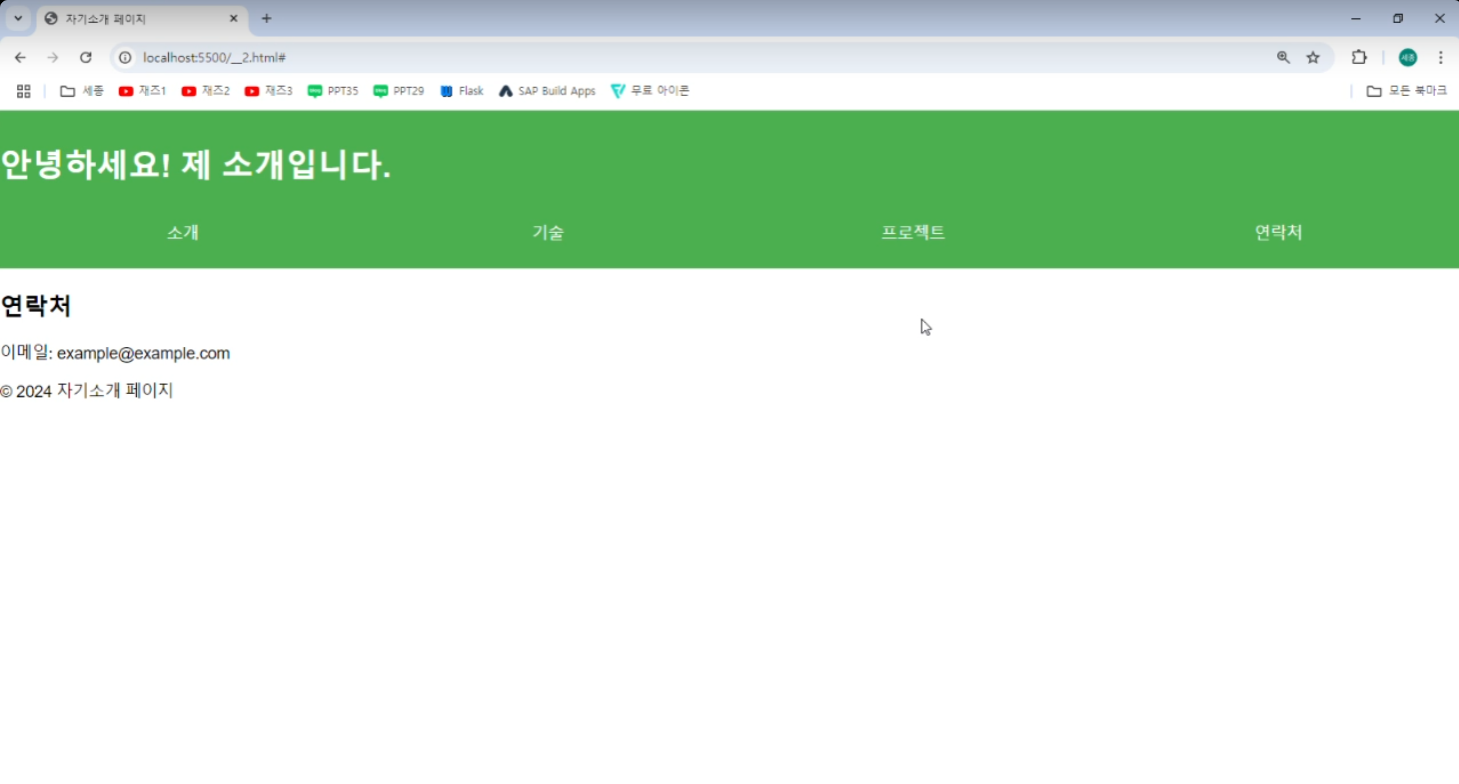 자기소개 페이지
localhost:5500/__2.html#
세종
세종 재즈1 재즈2 재즈3 PPT35 PPT29 Flask SAP Build Apps 무료 아이폰 모든 북마크
안녕하세요! 제 소개입니다.
소개 기술 프로젝트 연락처
연락처
이메일: example@example.com
© 2024 자기소개 페이지